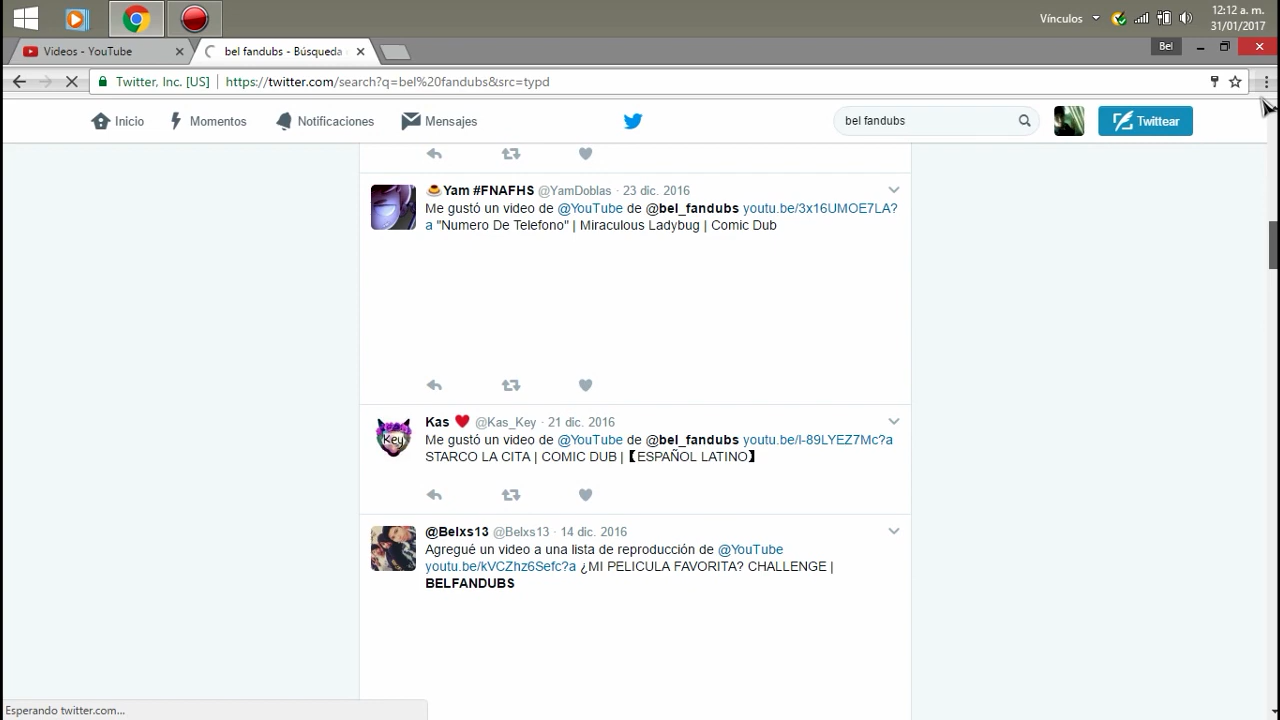 Vínculos
12:12 a. m.
31/01/2017
Videos - YouTube
bel fandubs - Búsqueda
Bel
Twitter, Inc. [US]
https://twitter.com/search?q=bel%20fandubs&src=typd
Inicio
Momentos
Notificaciones
Mensajes
bel fandubs
Twittear
Yam #FNAFHS @YamDoblas · 23 dic. 2016
Me gustó un video de @YouTube de @bel_fandubs youtu.be/3x16UMOE7LA?
a "Numero De Telefono" | Miraculous Ladybug | Comic Dub
Key
Kas ❤ @Kas_Key · 21 dic. 2016
Me gustó un video de @YouTube de @bel_fandubs youtu.be/l-89LYEZ7Mc?a
STARCO LA CITA | COMIC DUB |【ESPAÑOL LATINO】
@Belxs13 @Belxs13 · 14 dic. 2016
Agregué un video a una lista de reproducción de @YouTube
youtu.be/kVCZhz6Sefc?a ¿MI PELICULA FAVORITA? CHALLENGE |
BELFANDUBS
Esperando twitter.com...